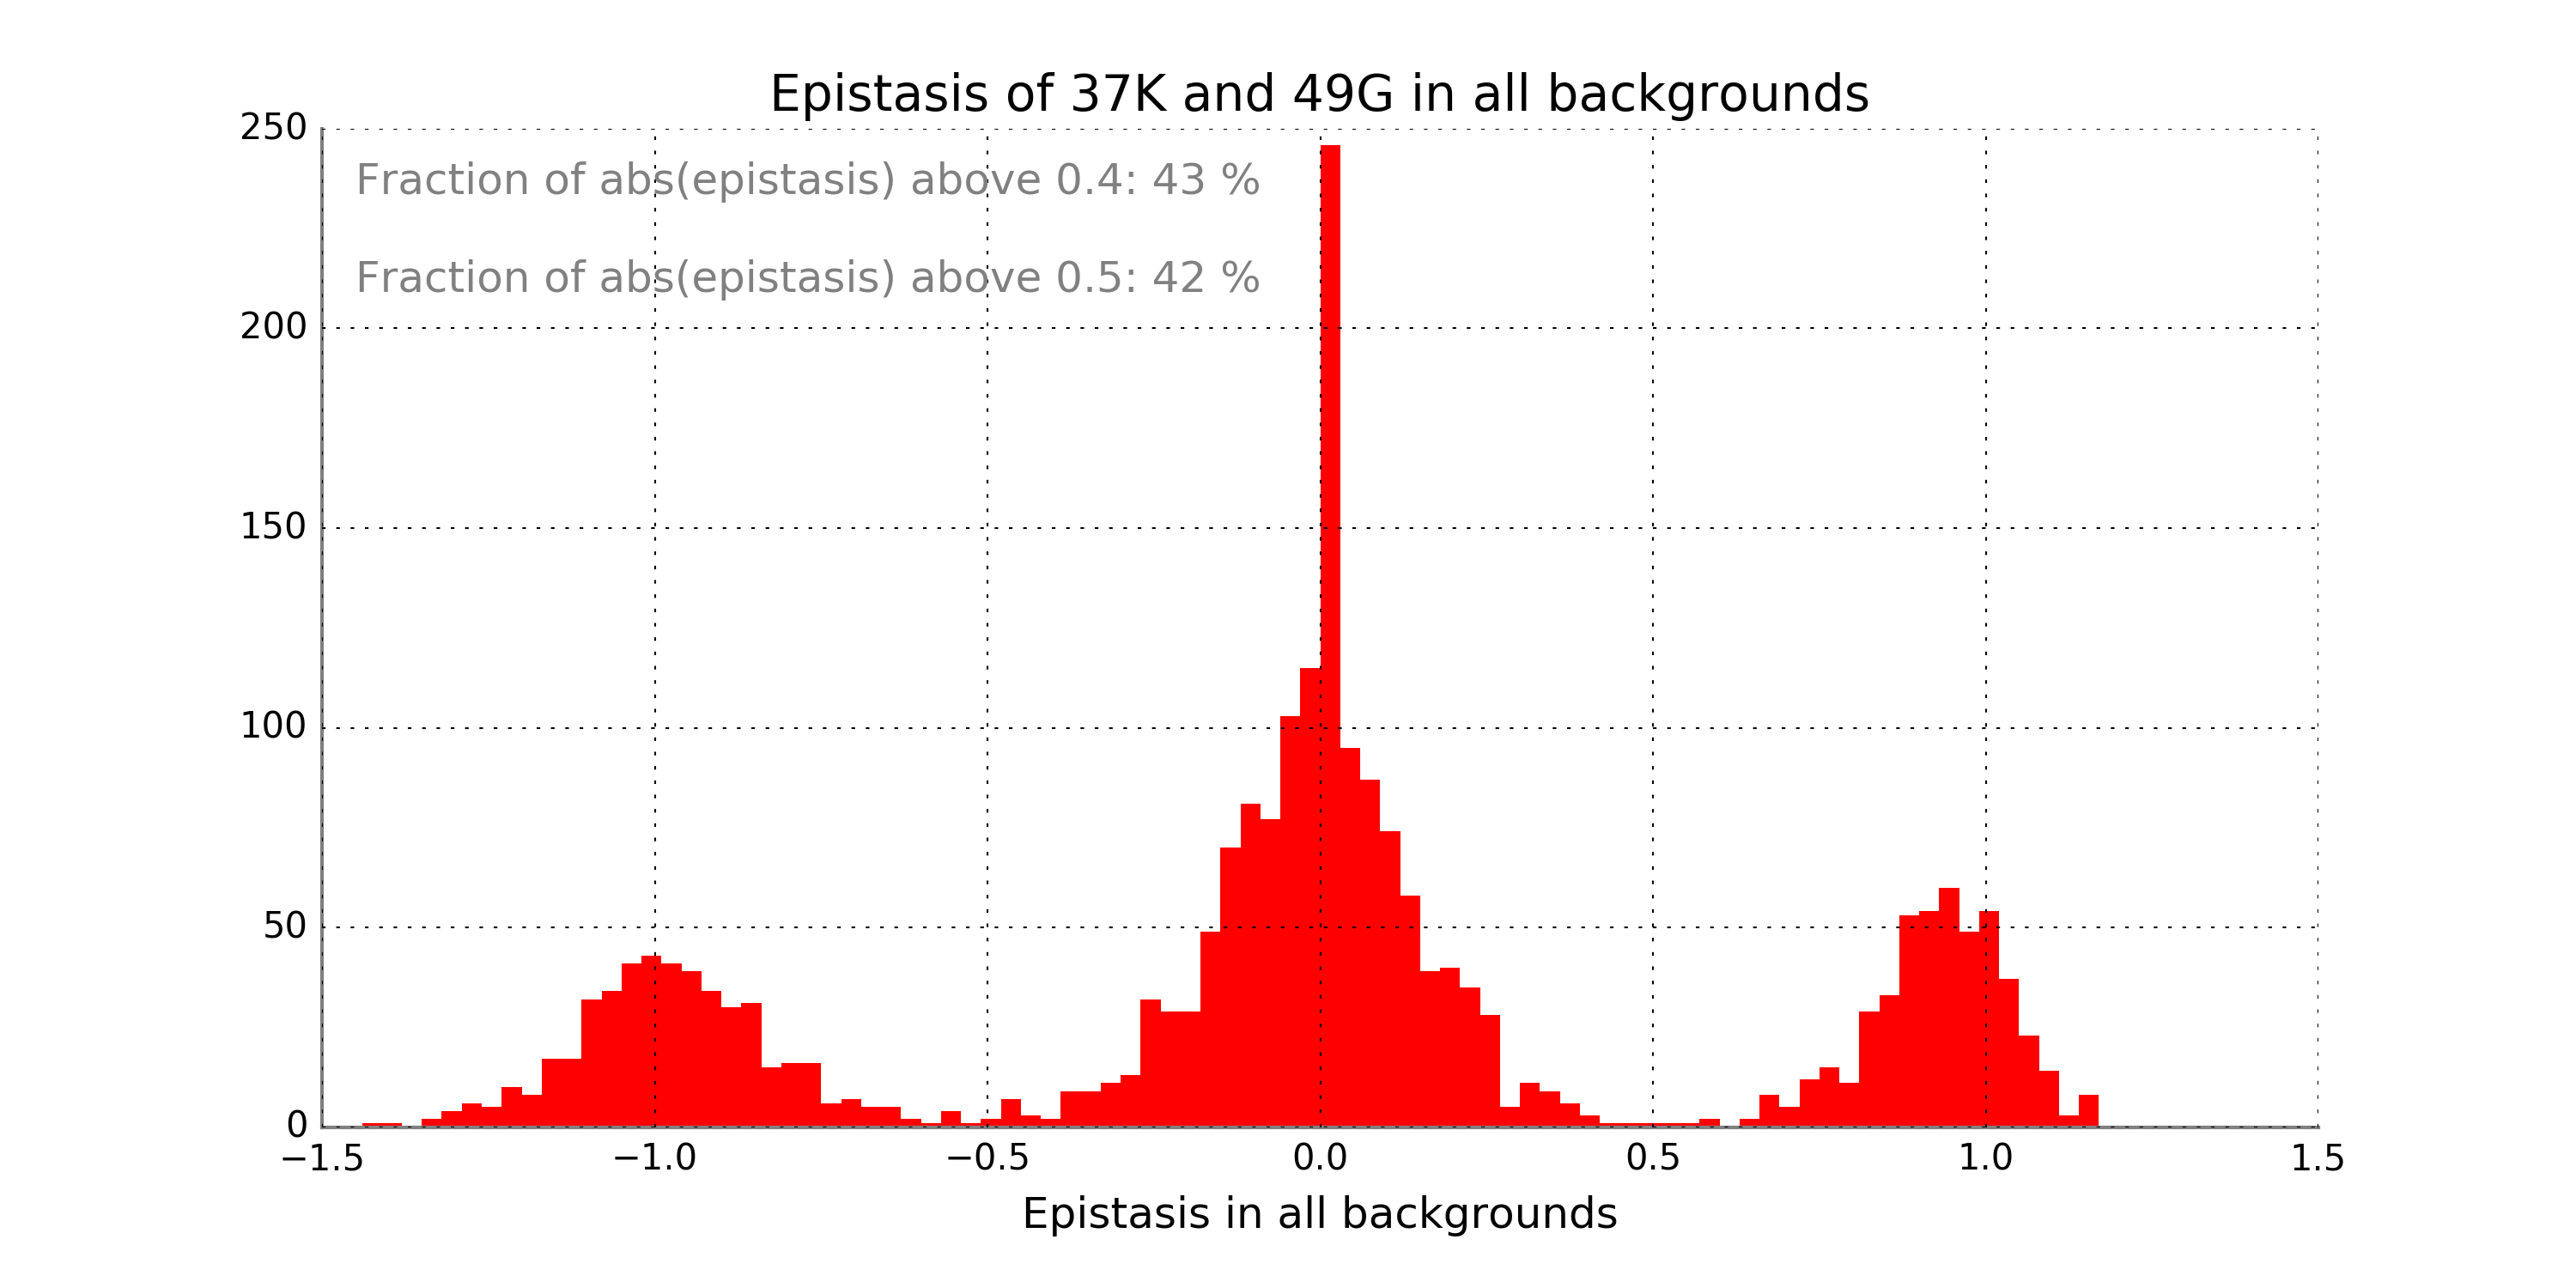 Epistasis of 37K and 49G in all backgrounds
250
Fraction of abs(epistasis) above 0.4: 43 %
Fraction of abs(epistasis) above 0.5: 42 %
200
150
100
50
0
−1.5 −1.0 −0.5 0.0 0.5 1.0 1.5
Epistasis in all backgrounds